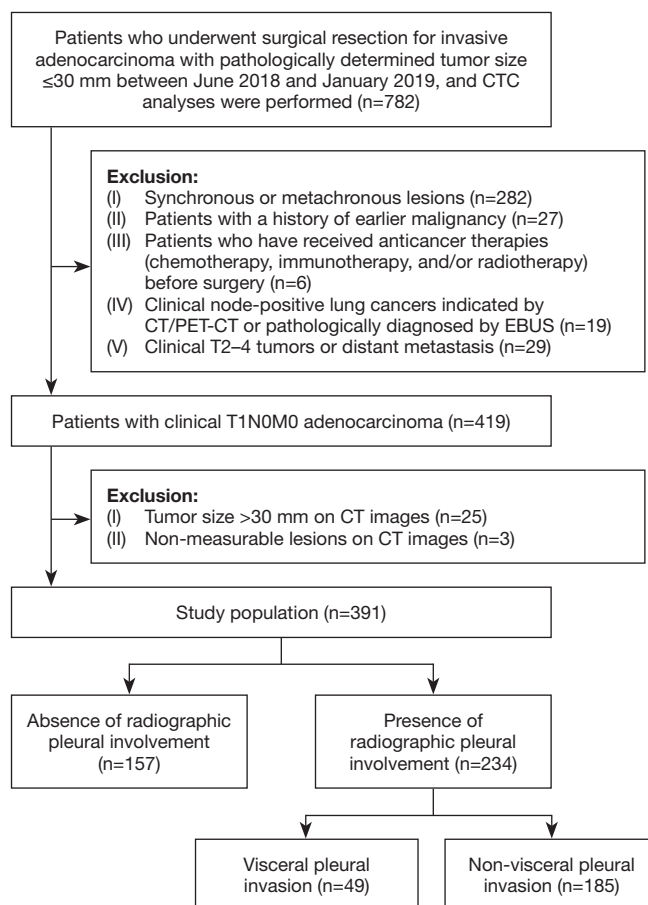 Patients who underwent surgical resection for invasive
adenocarcinoma with pathologically determined tumor size
≤30 mm between June 2018 and January 2019, and CTC
analyses were performed (n=782)
Exclusion:
(I) Synchronous or metachronous lesions (n=282)
(II) Patients with a history of earlier malignancy (n=27)
(III) Patients who have received anticancer therapies
(chemotherapy, immunotherapy, and/or radiotherapy)
before surgery (n=6)
(IV) Clinical node-positive lung cancers indicated by
CT/PET-CT or pathologically diagnosed by EBUS (n=19)
(V) Clinical T2–4 tumors or distant metastasis (n=29)
Patients with clinical T1N0M0 adenocarcinoma (n=419)
Exclusion:
(I) Tumor size >30 mm on CT images (n=25)
(II) Non-measurable lesions on CT images (n=3)
Study population (n=391)
Absence of radiographic
pleural involvement
(n=157)
Presence of
radiographic pleural
involvement (n=234)
Visceral pleural
invasion (n=49)
Non-visceral pleural
invasion (n=185)